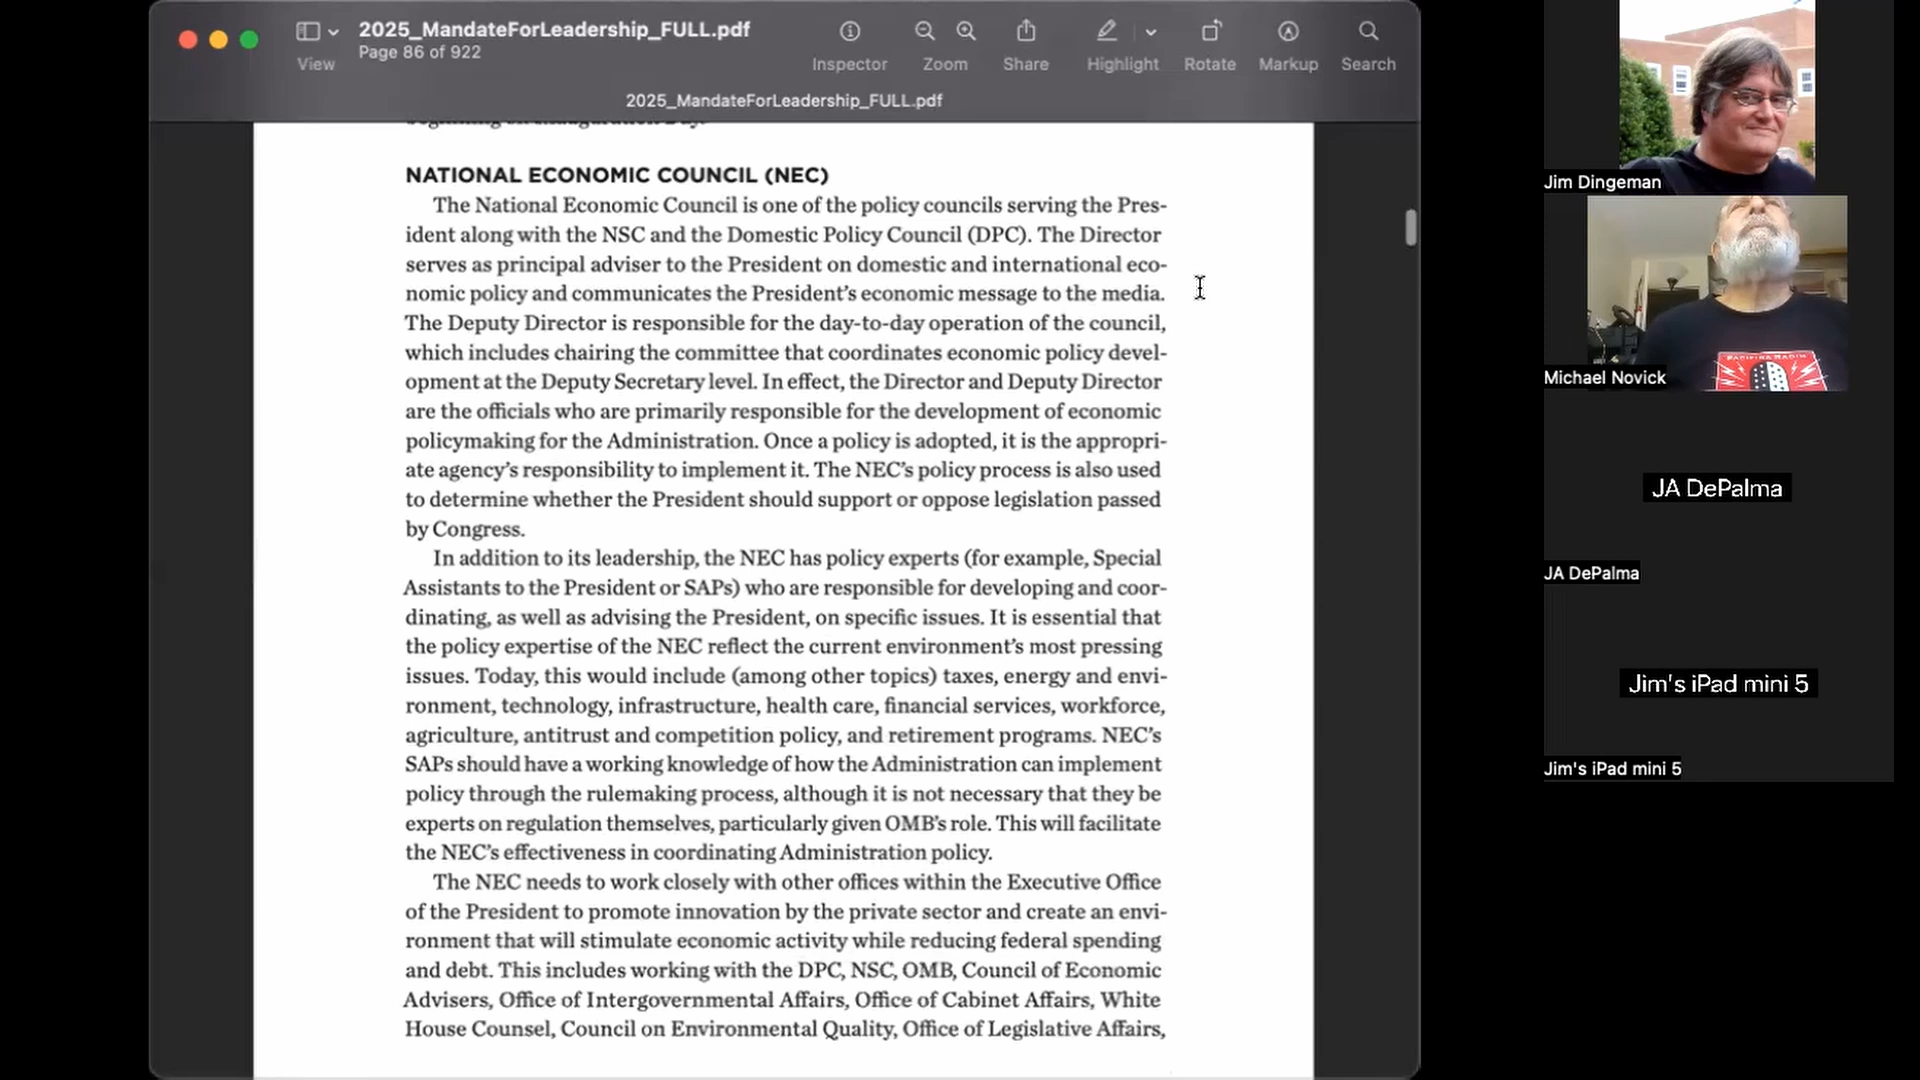 2025_MandateForLeadership_FULL.pdf
Page 86 of 922
View
Inspector
Zoom
Share
Highlight
Rotate
Markup
Search
2025_MandateForLeadership_FULL.pdf
beginning on Inauguration Day.
NATIONAL ECONOMIC COUNCIL (NEC)
The National Economic Council is one of the policy councils serving the Pres-
ident along with the NSC and the Domestic Policy Council (DPC). The Director
serves as principal adviser to the President on domestic and international eco-
nomic policy and communicates the President's economic message to the media.
The Deputy Director is responsible for the day-to-day operation of the council,
which includes chairing the committee that coordinates economic policy devel-
opment at the Deputy Secretary level. In effect, the Director and Deputy Director
are the officials who are primarily responsible for the development of economic
policymaking for the Administration. Once a policy is adopted, it is the appropri-
ate agency's responsibility to implement it. The NEC's policy process is also used
to determine whether the President should support or oppose legislation passed
by Congress.
In addition to its leadership, the NEC has policy experts (for example, Special
Assistants to the President or SAPs) who are responsible for developing and coor-
dinating, as well as advising the President, on specific issues. It is essential that
the policy expertise of the NEC reflect the current environment's most pressing
issues. Today, this would include (among other topics) taxes, energy and envi-
ronment, technology, infrastructure, health care, financial services, workforce,
agriculture, antitrust and competition policy, and retirement programs. NEC's
SAPs should have a working knowledge of how the Administration can implement
policy through the rulemaking process, although it is not necessary that they be
experts on regulation themselves, particularly given OMB's role. This will facilitate
the NEC's effectiveness in coordinating Administration policy.
The NEC needs to work closely with other offices within the Executive Office
of the President to promote innovation by the private sector and create an envi-
ronment that will stimulate economic activity while reducing federal spending
and debt. This includes working with the DPC, NSC, OMB, Council of Economic
Advisers, Office of Intergovernmental Affairs, Office of Cabinet Affairs, White
House Counsel, Council on Environmental Quality, Office of Legislative Affairs,
Jim Dingeman
PACIFICA RADIO
Michael Novick
JA DePalma
JA DePalma
Jim's iPad mini 5
Jim's iPad mini 5